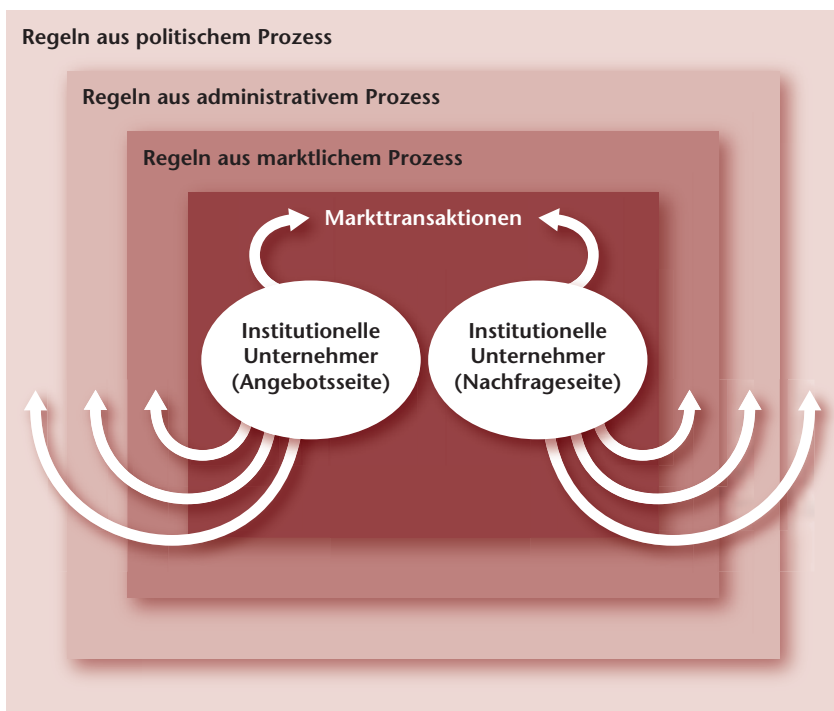 Regeln aus politischem Prozess
Regeln aus administrativem Prozess
Regeln aus marktlichem Prozess
Markttransaktionen
Institutionelle
Unternehmer
(Angebotsseite)
Institutionelle
Unternehmer
(Nachfrageseite)